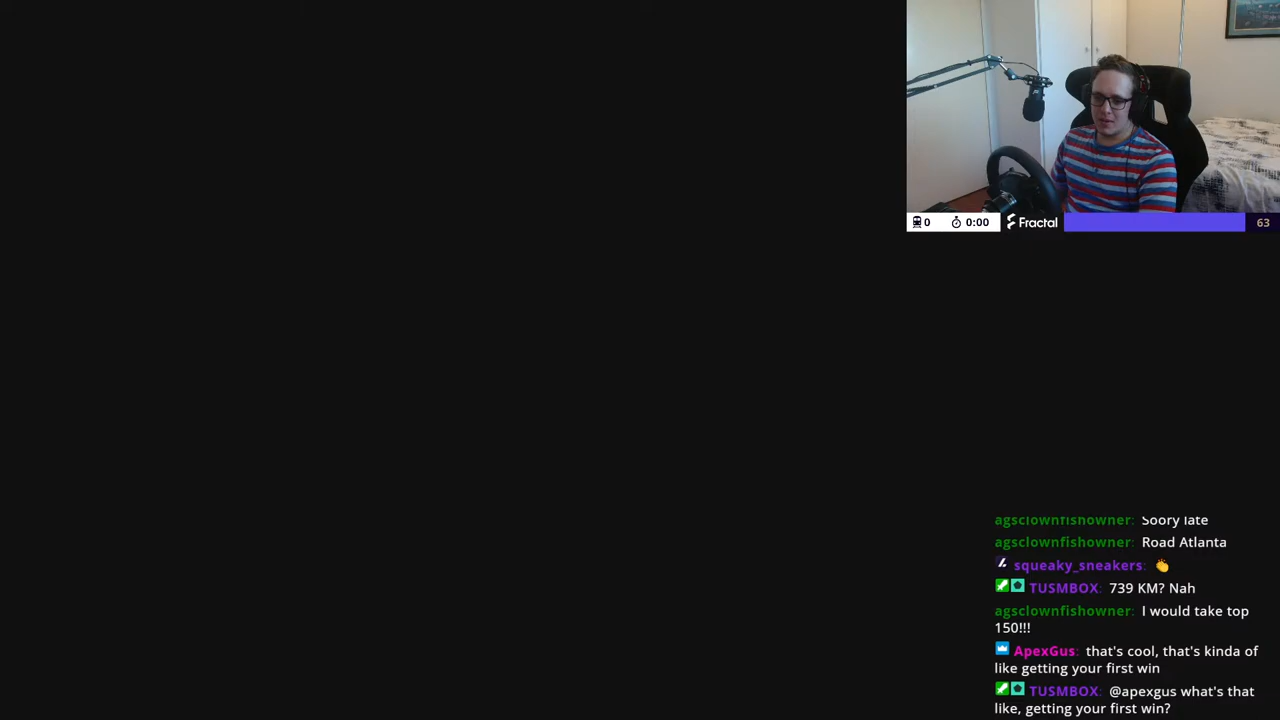 0
0:00
Fractal
63
agsclownfishowner: Soory late
agsclownfishowner: Road Atlanta
squeaky_sneakers: 👏
TUSMBOX: 739 KM? Nah
agsclownfishowner: I would take top
150!!!
ApexGus: that's cool, that's kinda of
like getting your first win
TUSMBOX: @apexgus what's that
like, getting your first win?